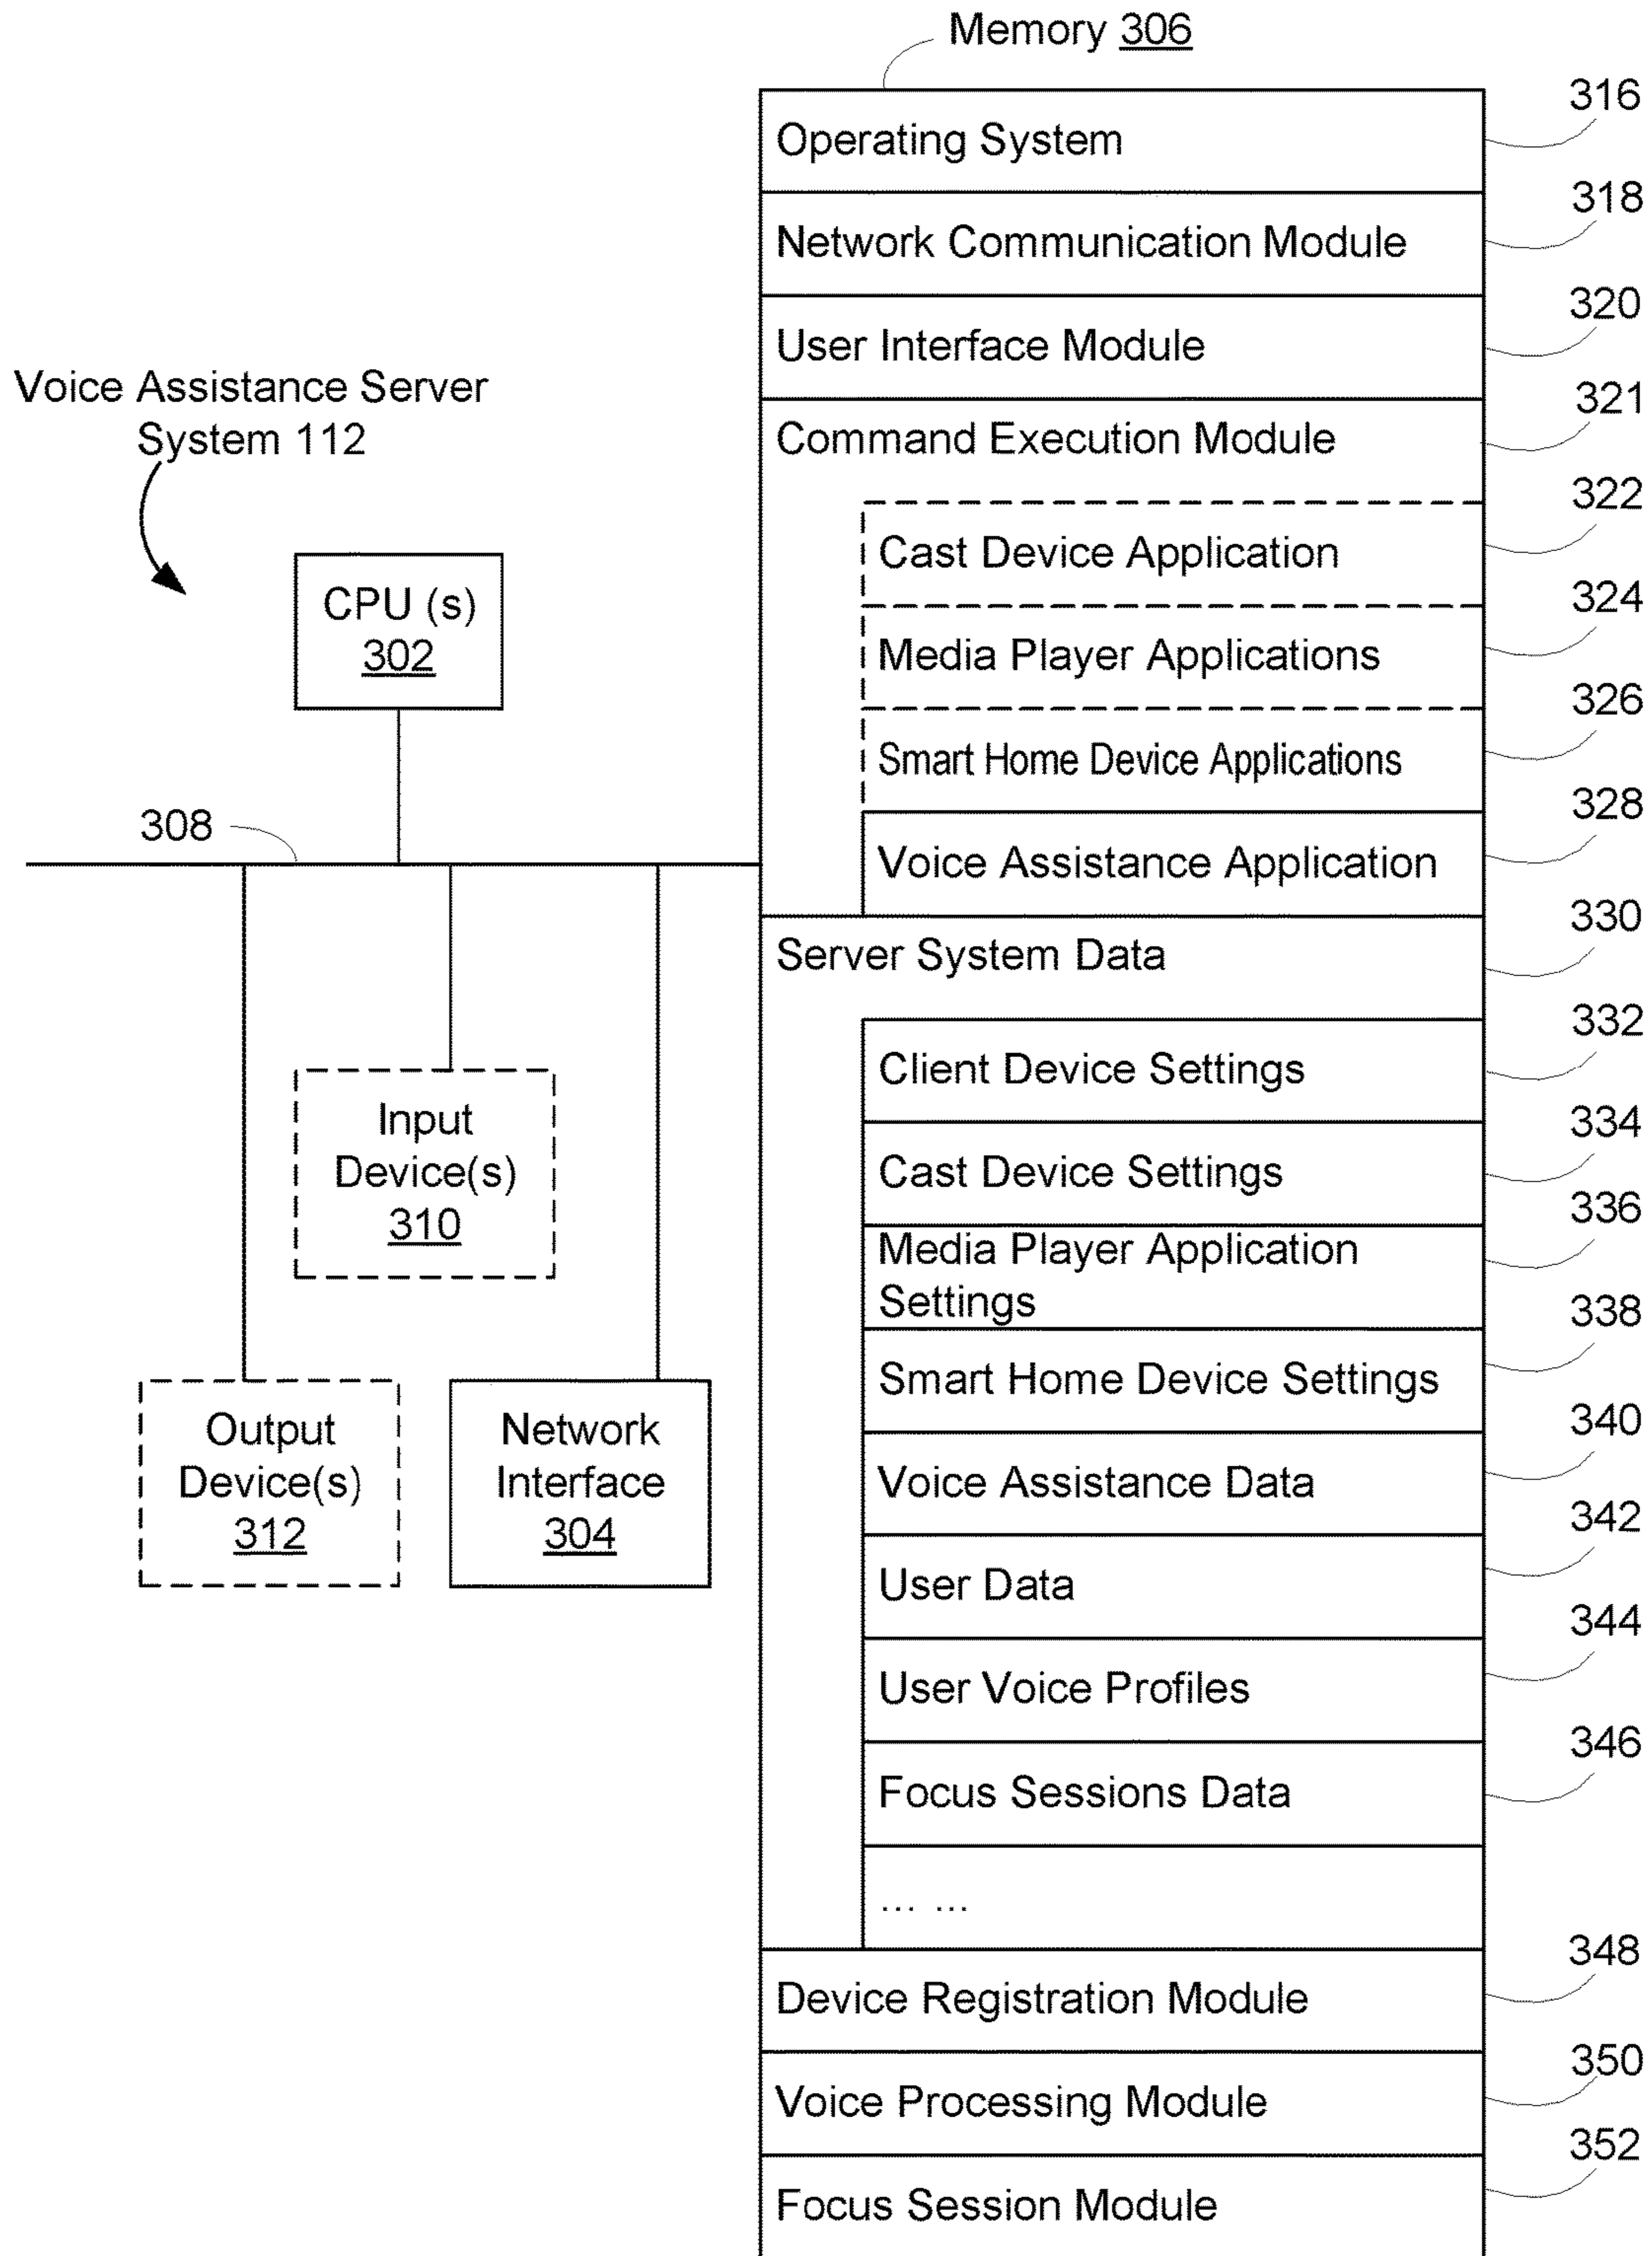 Memory 306
316
Operating System
318
Network Communication Module
320
User Interface Module
Voice Assistance Server
System 112
321
Command Execution Module
322
Cast Device Application
CPU (s)
302
324
Media Player Applications
326
Smart Home Device Applications
308
328
Voice Assistance Application
330
Server System Data
332
Client Device Settings
Input
Device(s)
310
334
Cast Device Settings
336
Media Player Application
Settings
338
Smart Home Device Settings
Output
Device(s)
312
Network
Interface
304
340
Voice Assistance Data
342
User Data
344
User Voice Profiles
346
Focus Sessions Data
... ...
348
Device Registration Module
350
Voice Processing Module
352
Focus Session Module